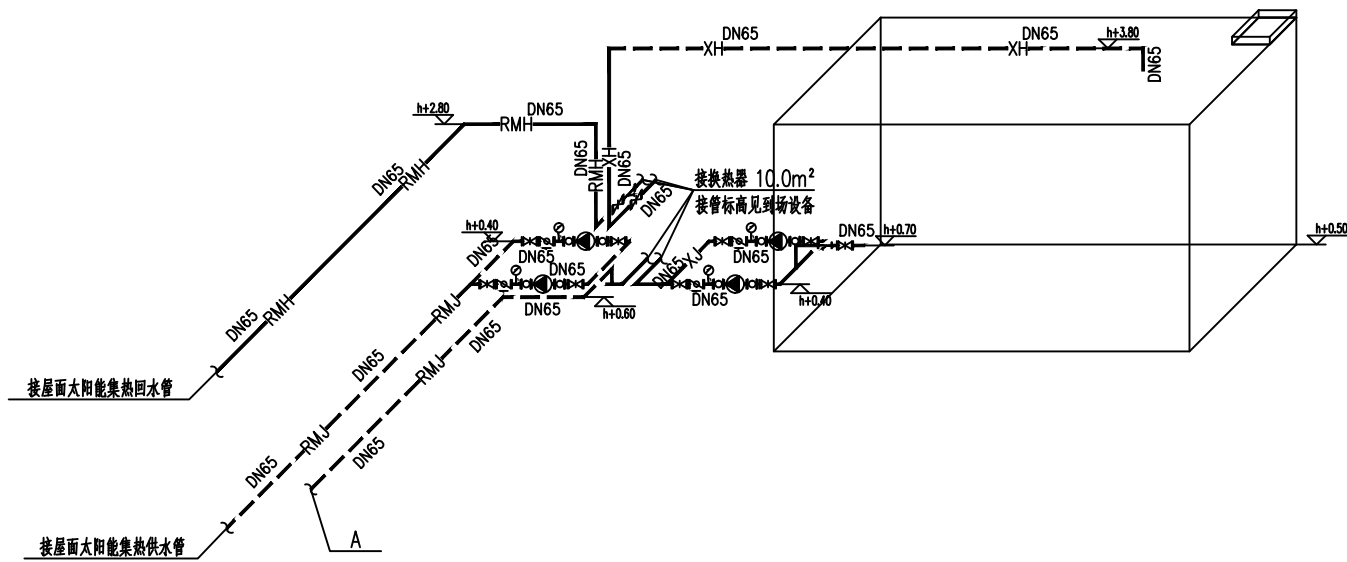 DN65
DN65
XH
XH
h+3.80
DN65
h+2.80
DN65
RMH
DN65
RMH
DN65
RMH
XH
DN65
DN65
接换热器 10.0m²
接管标高见到场设备
h+0.40
DN65
DN65
DN65
DN65
XJ
DN65
DN65
h+0.70
h+0.50
DN65
h+0.40
DN65
RMH
RMJ
DN65
h+0.60
DN65
DN65
RMJ
接屋面太阳能集热回水管
RMJ
DN65
DN65
接屋面太阳能集热供水管
A